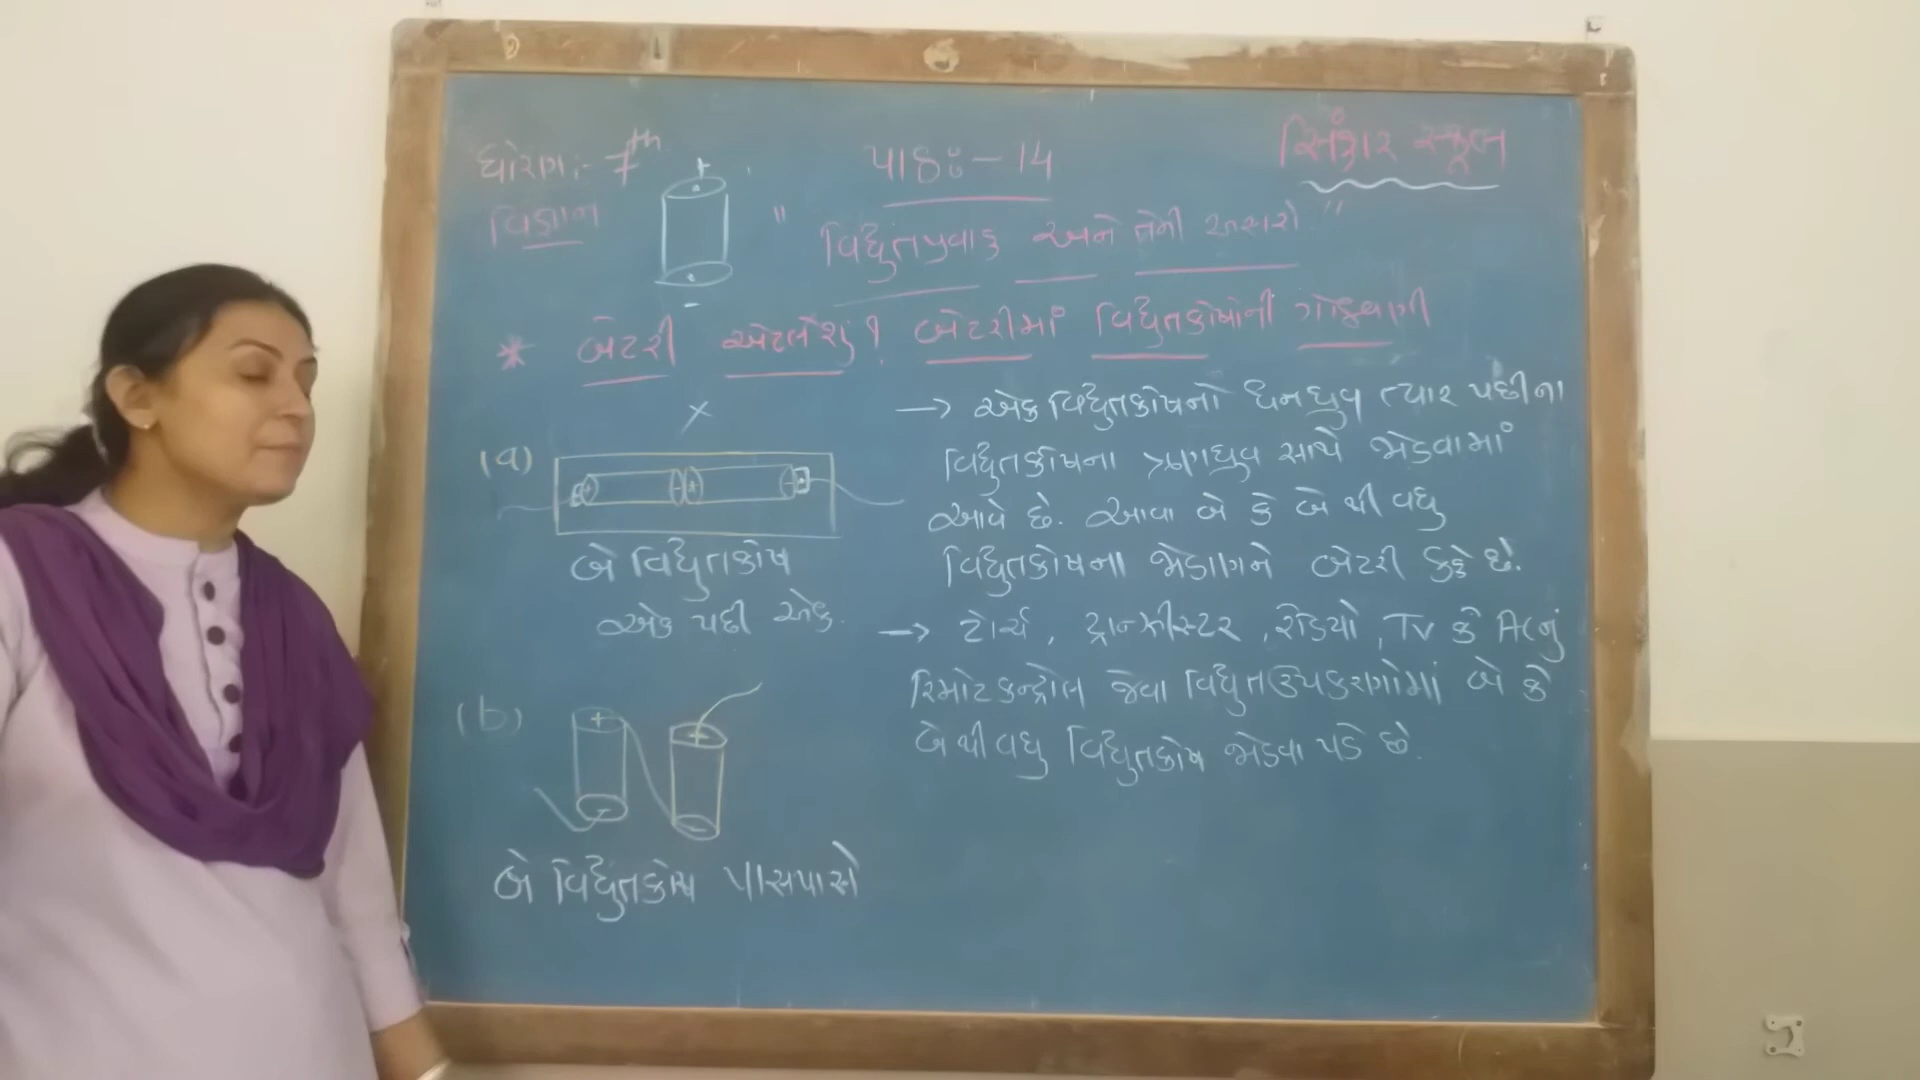 ધોરણ:- 7th
વિજ્ઞાન
પાઠઃ- 14
સ્કૂલ
" વિદ્યુતપ્રવાહ અને તેની અસરો "
* બેટરી એટલે શું? બેટરીમાં વિદ્યુતકોષોની ગોઠવણી
(a)
બે વિદ્યુતકોષ
એક પછી એક.
(b)
બે વિદ્યુતકોષ પાસપાસે
→ એક વિદ્યુતકોષનો ધનધ્રુવ ત્યાર પછીના
વિદ્યુતકોષના ઋણધ્રુવ સાથે જોડવામાં
આવે છે. આવા બે કે બે થી વધુ
વિદ્યુતકોષના જોડાણને બેટરી કહે છે.
→ ટોર્ચ, ટ્રાન્ઝીસ્ટર, રેડિયો, TV કે ACનું
રિમોટકન્ટ્રોલ જેવા વિદ્યુતઉપકરણોમાં બે કે
બે થી વધુ વિદ્યુતકોષ જોડવા પડે છે.